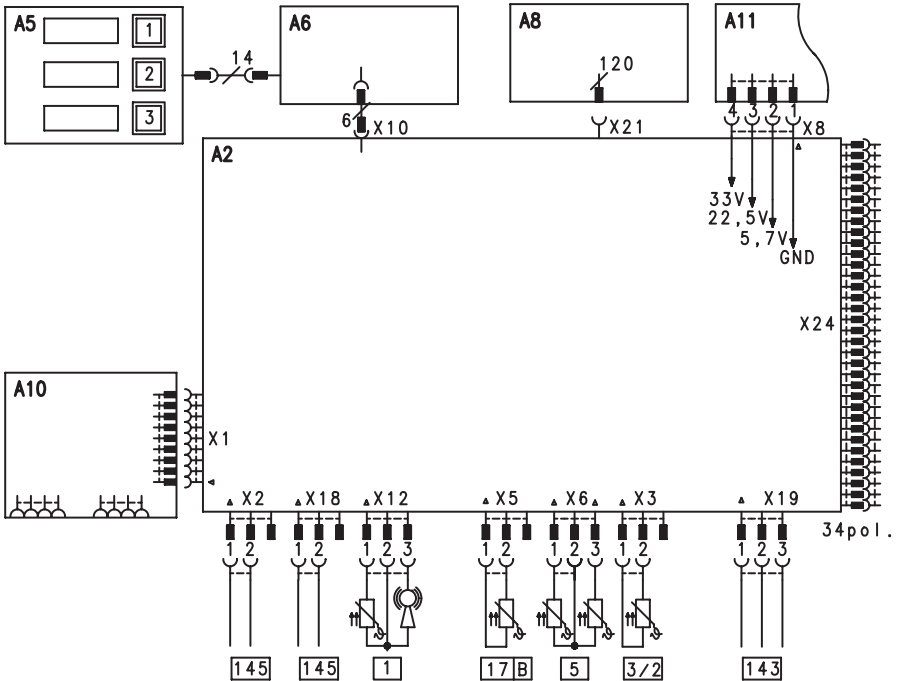 A5
1
2
3
14
A6
A8
120
A11
4 3 2 1
6
X10
X21
X8
A2
33V
22,5V
5,7V
GND
X24
A10
X1
X2 X18 X12 X5 X6 X3 X19
34pol.
1 2 1 2 1 2 3 1 2 1 2 3 1 2 1 2 3
145 145 1 17 B 5 3/2 143